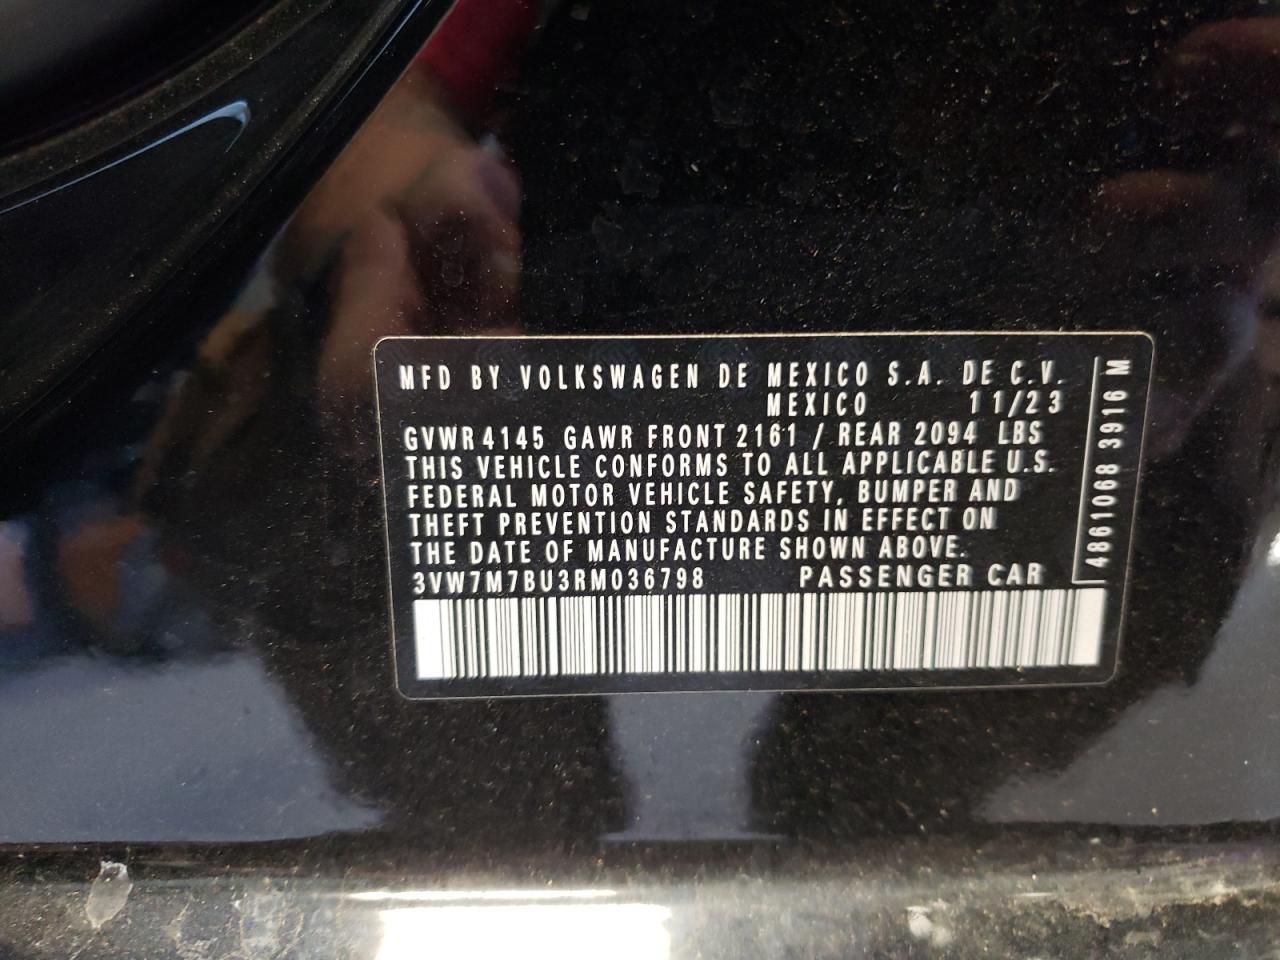 MFD BY VOLKSWAGEN DE MEXICO S.A. DE C.V.
MEXICO 11/23
GVWR 4145 GAWR FRONT 2161 / REAR 2094 LBS
THIS VEHICLE CONFORMS TO ALL APPLICABLE U.S.
FEDERAL MOTOR VEHICLE SAFETY, BUMPER AND
THEFT PREVENTION STANDARDS IN EFFECT ON
THE DATE OF MANUFACTURE SHOWN ABOVE.
3VW7M7BU3RM036798 PASSENGER CAR
4861068 3916 M